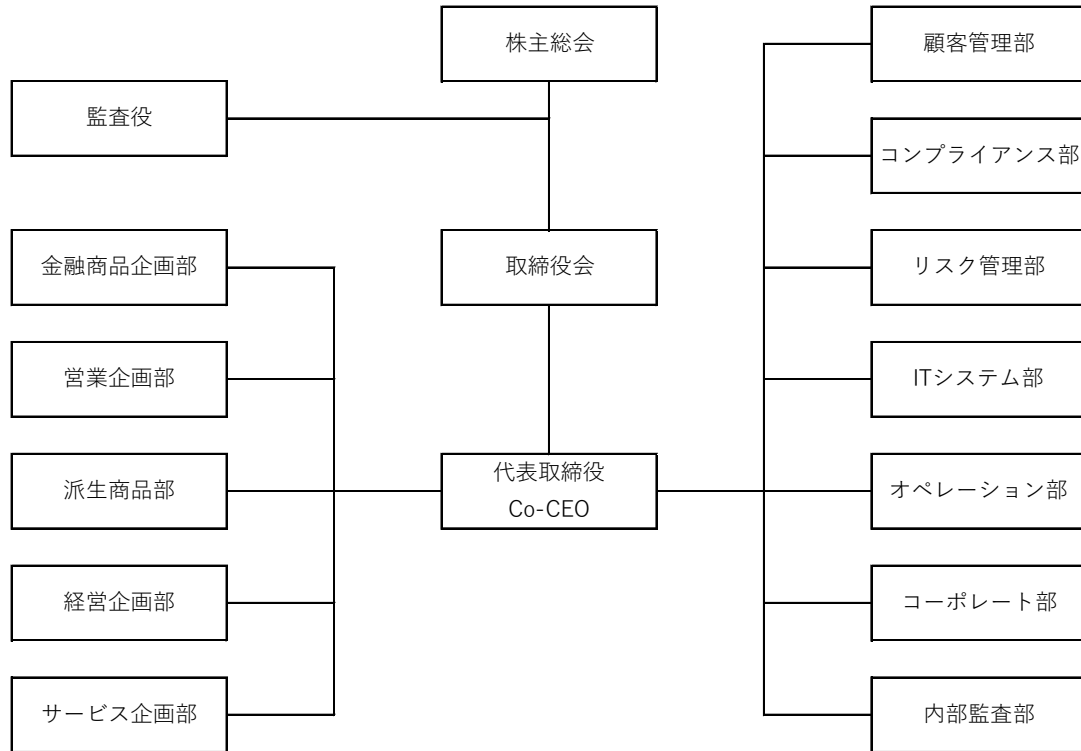 株主総会
監査役
取締役会
代表取締役
Co-CEO
金融商品企画部
営業企画部
派生商品部
経営企画部
サービス企画部
顧客管理部
コンプライアンス部
リスク管理部
ITシステム部
オペレーション部
コーポレート部
内部監査部